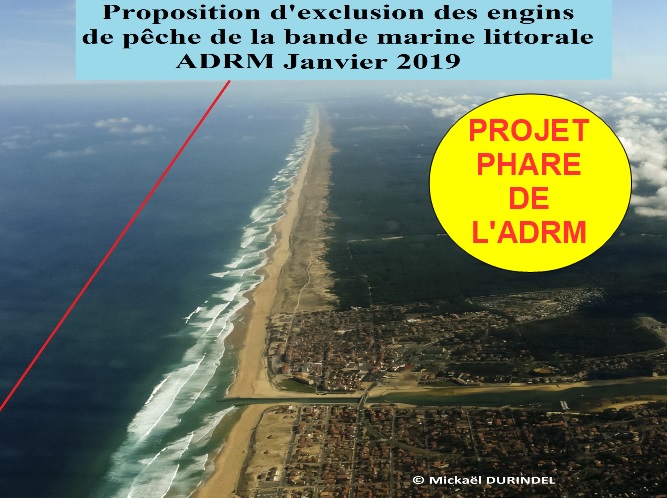 Proposition d'exclusion des engins
de pêche de la bande marine littorale
ADRM Janvier 2019
PROJET
PHARE
DE
L'ADRM
© Mickaël DURINDEL